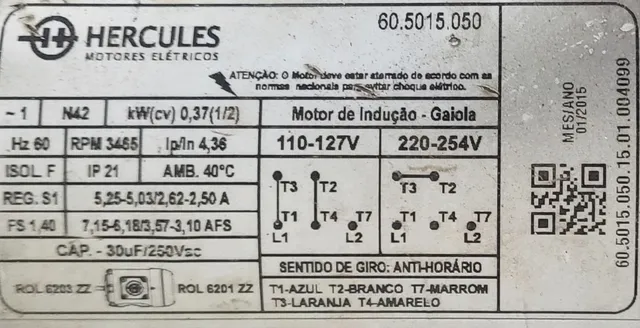 HERCULES
MOTORES ELÉTRICOS
60.5015.050
ATENÇÃO: O Motor deve estar aterrado de acordo com as
normas nacionais para evitar choque elétrico.
~ 1 N42 kW(cv) 0,37(1/2) Motor de Indução - Gaiola
Hz 60 RPM 3465 Ip/In 4,36 110-127V 220-254V
ISOL. F IP 21 AMB. 40°C
REG. S1 5,25-5,03/2,62-2,50 A
FS 1,40 7,15-6,18/3,57-3,10 AFS
CAP. - 30uF/250Vac
ROL 6203 ZZ ROL 6201 ZZ
T3 T2 T3 T2
T1 T4 T7 T1 T4 T7
L1 L2 L1 L2
SENTIDO DE GIRO: ANTI-HORÁRIO
T1-AZUL T2-BRANCO T7-MARROM
T3-LARANJA T4-AMARELO
MES/ANO
01/2015
60.5015.050.15.01.004099